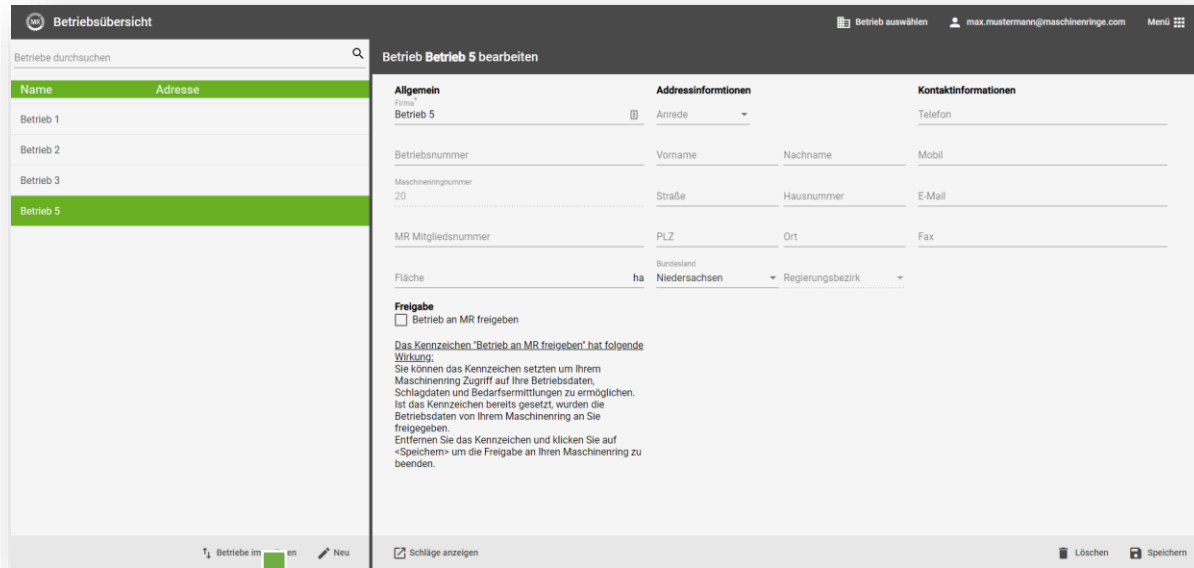 MR Betriebsübersicht
Betrieb auswählen
max.mustermann@maschinenringe.com
Menü
Betriebe durchsuchen
Name Adresse
Betrieb 1
Betrieb 2
Betrieb 3
Betrieb 5
Betriebe
Neu
Betrieb Betrieb 5 bearbeiten
Allgemein
Firma*
Betrieb 5
Betriebsnummer
Maschinenringnummer
20
MR Mitgliedsnummer
Fläche ha
Freigabe
Betrieb an MR freigeben
Das Kennzeichen "Betrieb an MR freigeben" hat folgende
Wirkung:
Sie können das Kennzeichen setzten um Ihrem
Maschinenring Zugriff auf Ihre Betriebsdaten,
Schlagdaten und Bedarfsermittlungen zu ermöglichen.
Ist das Kennzeichen bereits gesetzt, wurden die
Betriebsdaten von Ihrem Maschinenring an Sie
freigegeben.
Entfernen Sie das Kennzeichen und klicken Sie auf
<Speichern> um die Freigabe an Ihren Maschinenring zu
beenden.
Addressinformtionen
Anrede
Vorname Nachname
Straße Hausnummer
PLZ Ort
Bundesland
Niedersachsen Regierungsbezirk
Kontaktinformationen
Telefon
Mobil
E-Mail
Fax
Schläge anzeigen
Löschen
Speichern